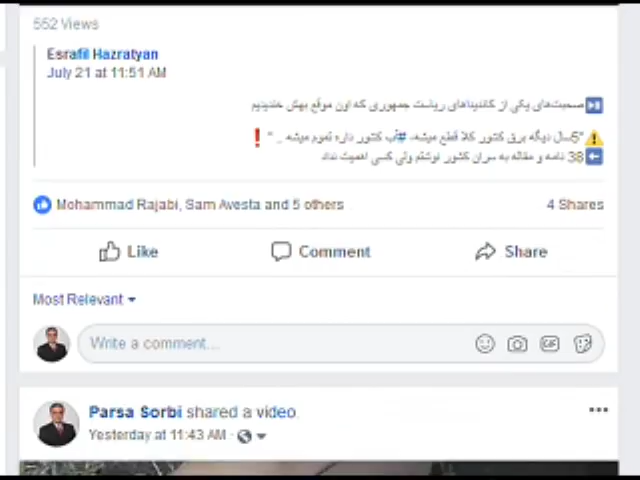 552 Views
Esrafil Hazratyan
July 21 at 11:51 AM
صحبت‌های یکی از کاندیداهای ریاست جمهوری که اون موقع بهش خندیدیم
"5سال دیگه برق کشور کلا قطع میشه، #آب کشور داره تموم میشه .. "
38 نامه و مقاله به سران کشور نوشتم ولی کسی اهمیت نداد
Mohammad Rajabi, Sam Avesta and 5 others
4 Shares
Like
Comment
Share
Most Relevant
Write a comment...
GIF
Parsa Sorbi shared a video.
Yesterday at 11:43 AM